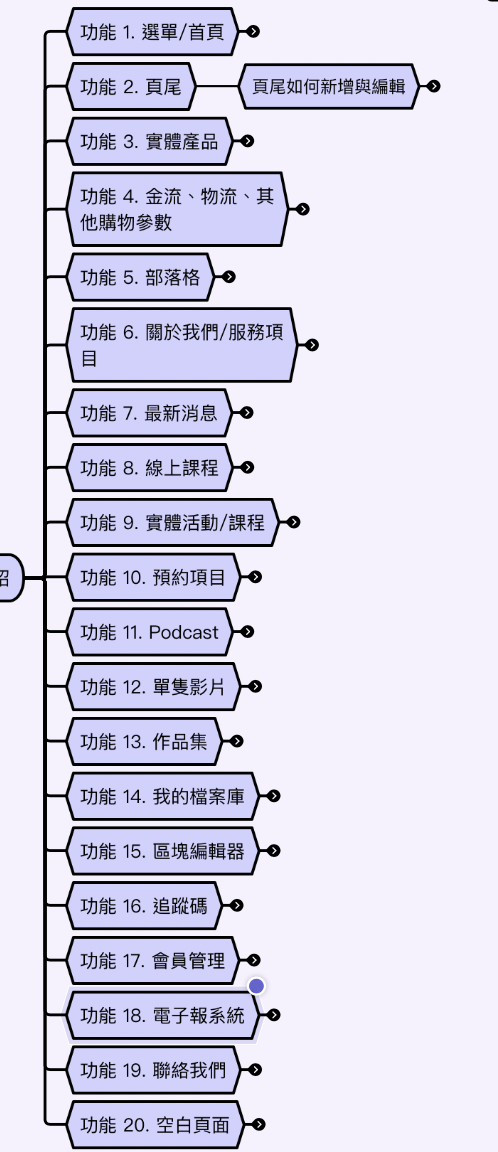 功能 1. 選單/首頁
功能 2. 頁尾
頁尾如何新增與編輯
功能 3. 實體產品
功能 4. 金流、物流、其
他購物參數
功能 5. 部落格
功能 6. 關於我們/服務項
目
功能 7. 最新消息
功能 8. 線上課程
功能 9. 實體活動/課程
紹
功能 10. 預約項目
功能 11. Podcast
功能 12. 單隻影片
功能 13. 作品集
功能 14. 我的檔案庫
功能 15. 區塊編輯器
功能 16. 追蹤碼
功能 17. 會員管理
功能 18. 電子報系統
功能 19. 聯絡我們
功能 20. 空白頁面